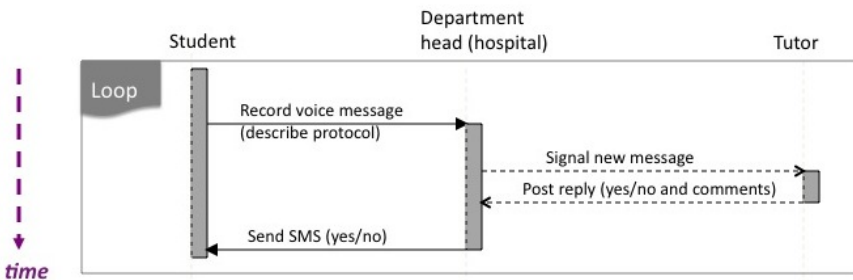 Student
Department
head (hospital)
Tutor
Loop
Record voice message
(describe protocol)
Signal new message
Post reply (yes/no and comments)
Send SMS (yes/no)
time